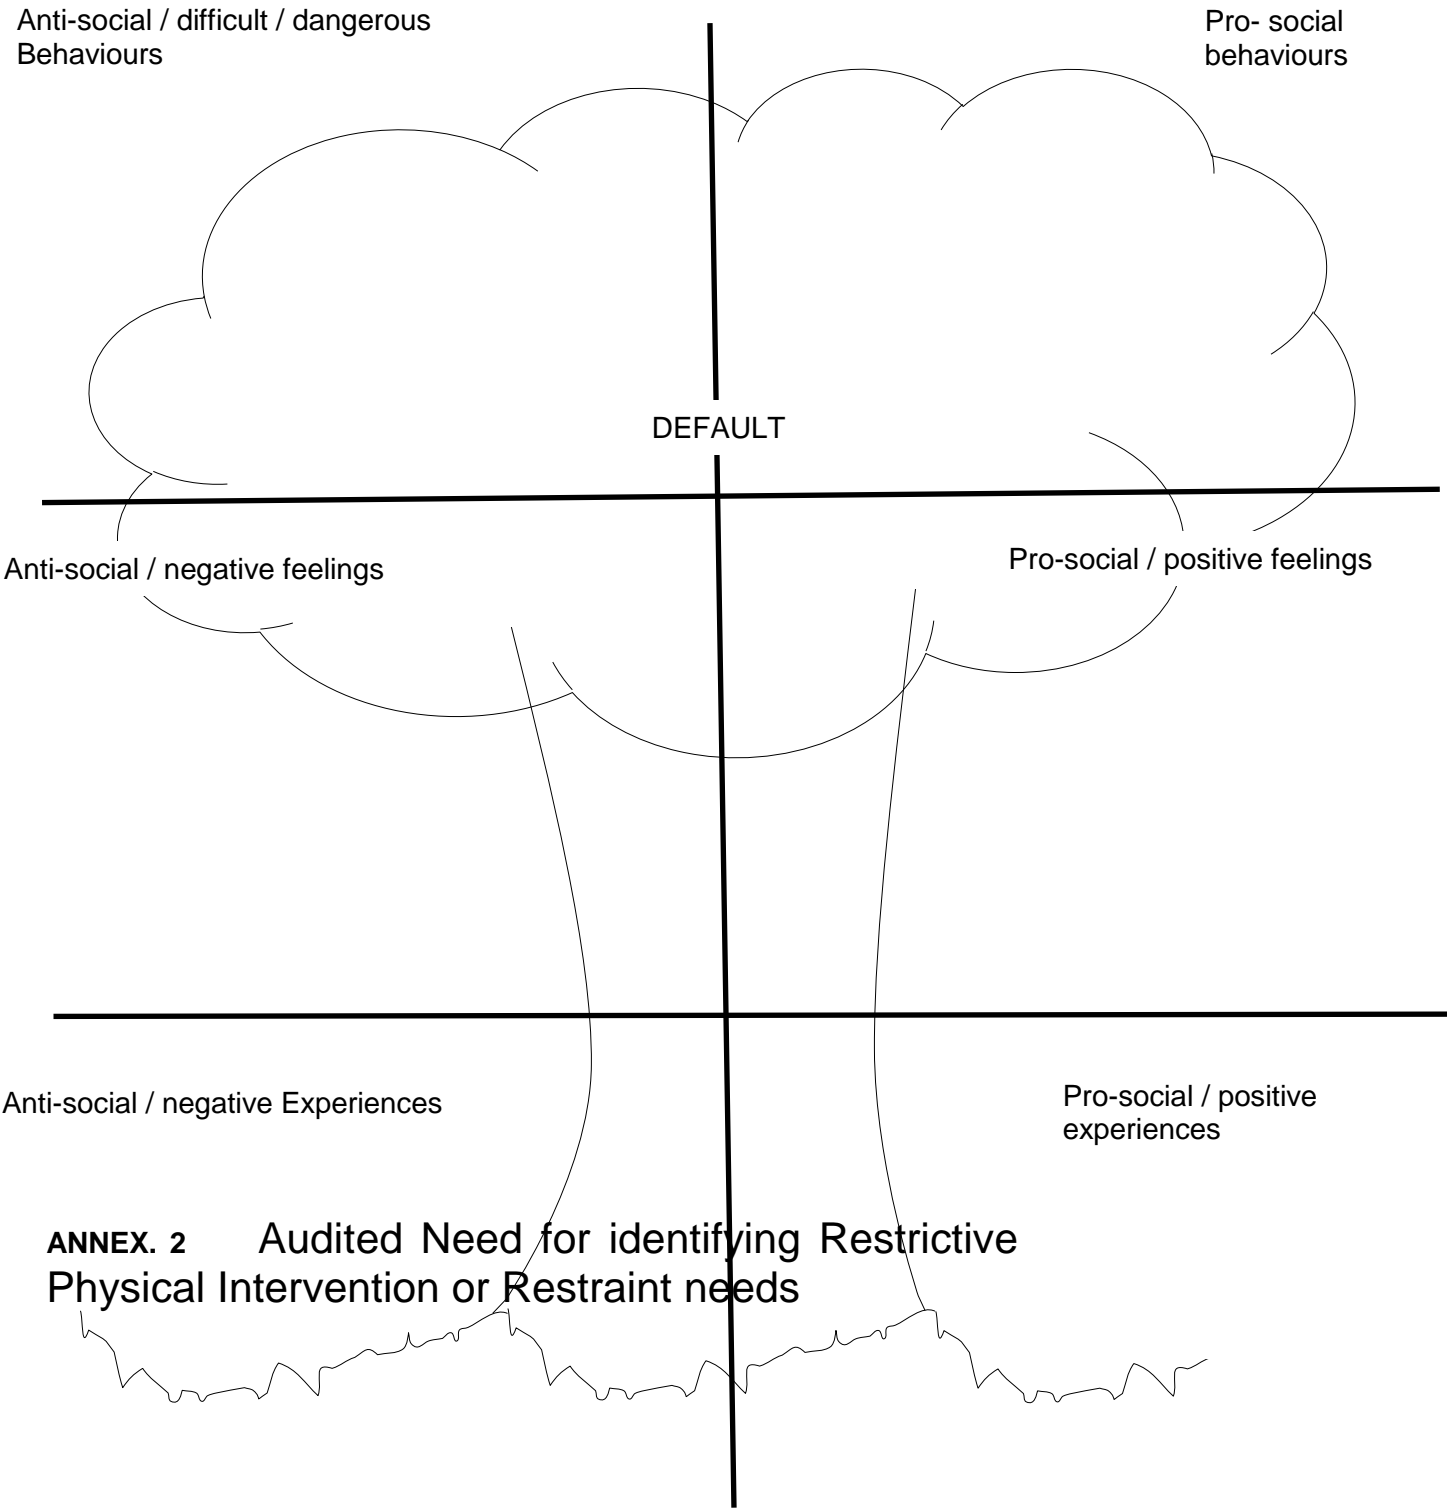 Anti-social / difficult / dangerous
Behaviours
Pro- social
behaviours
DEFAULT
Anti-social / negative feelings
Pro-social / positive feelings
Anti-social / negative Experiences
Pro-social / positive
experiences
ANNEX. 2 Audited Need for identifying Restrictive
Physical Intervention or Restraint needs